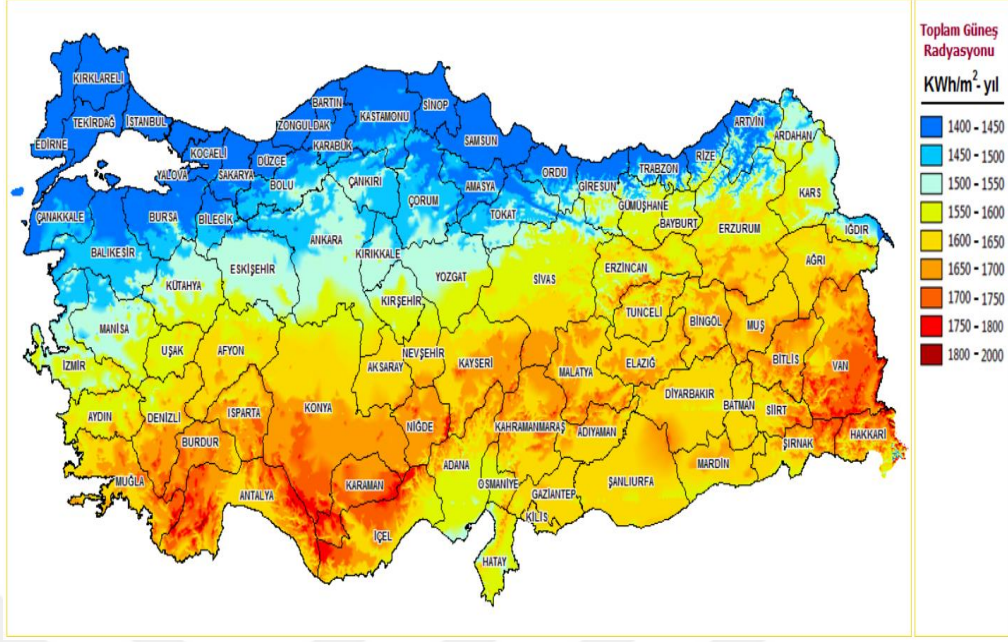 Toplam Güneş
Radyasyonu
KWh/m²- yıl
1400 - 1450
1450 - 1500
1500 - 1550
1550 - 1600
1600 - 1650
1650 - 1700
1700 - 1750
1750 - 1800
1800 - 2000
KIRKLARELİ
TEKİRDAĞ
İSTANBUL
EDİRNE
KOCAELİ
YALOVA
SAKARYA
DÜZCE
ZONGULDAK
BARTIN
KARABÜK
KASTAMONU
SİNOP
SAMSUN
BOLU
ÇANKIRI
ÇORUM
AMASYA
TOKAT
ORDU
GİRESUN
TRABZON
RİZE
ARTVİN
ARDAHAN
KARS
IĞDIR
GÜMÜŞHANE
BAYBURT
ERZURUM
AĞRI
ÇANAKKALE
BALIKESİR
BURSA
BİLECİK
ESKİŞEHİR
KÜTAHYA
ANKARA
KIRIKKALE
YOZGAT
KIRŞEHİR
SİVAS
ERZİNCAN
TUNCELİ
BİNGÖL
MUŞ
BİTLİS
VAN
MANİSA
İZMİR
UŞAK
AFYON
AKSARAY
NEVŞEHİR
KAYSERİ
MALATYA
ELAZIĞ
DİYARBAKIR
BATMAN
SİİRT
ŞIRNAK
HAKKARİ
AYDIN
DENİZLİ
ISPARTA
BURDUR
KONYA
NİĞDE
KAHRAMANMARAŞ
ADIYAMAN
MARDİN
ŞANLIURFA
MUĞLA
ANTALYA
KARAMAN
İÇEL
ADANA
OSMANİYE
GAZİANTEP
KİLİS
HATAY